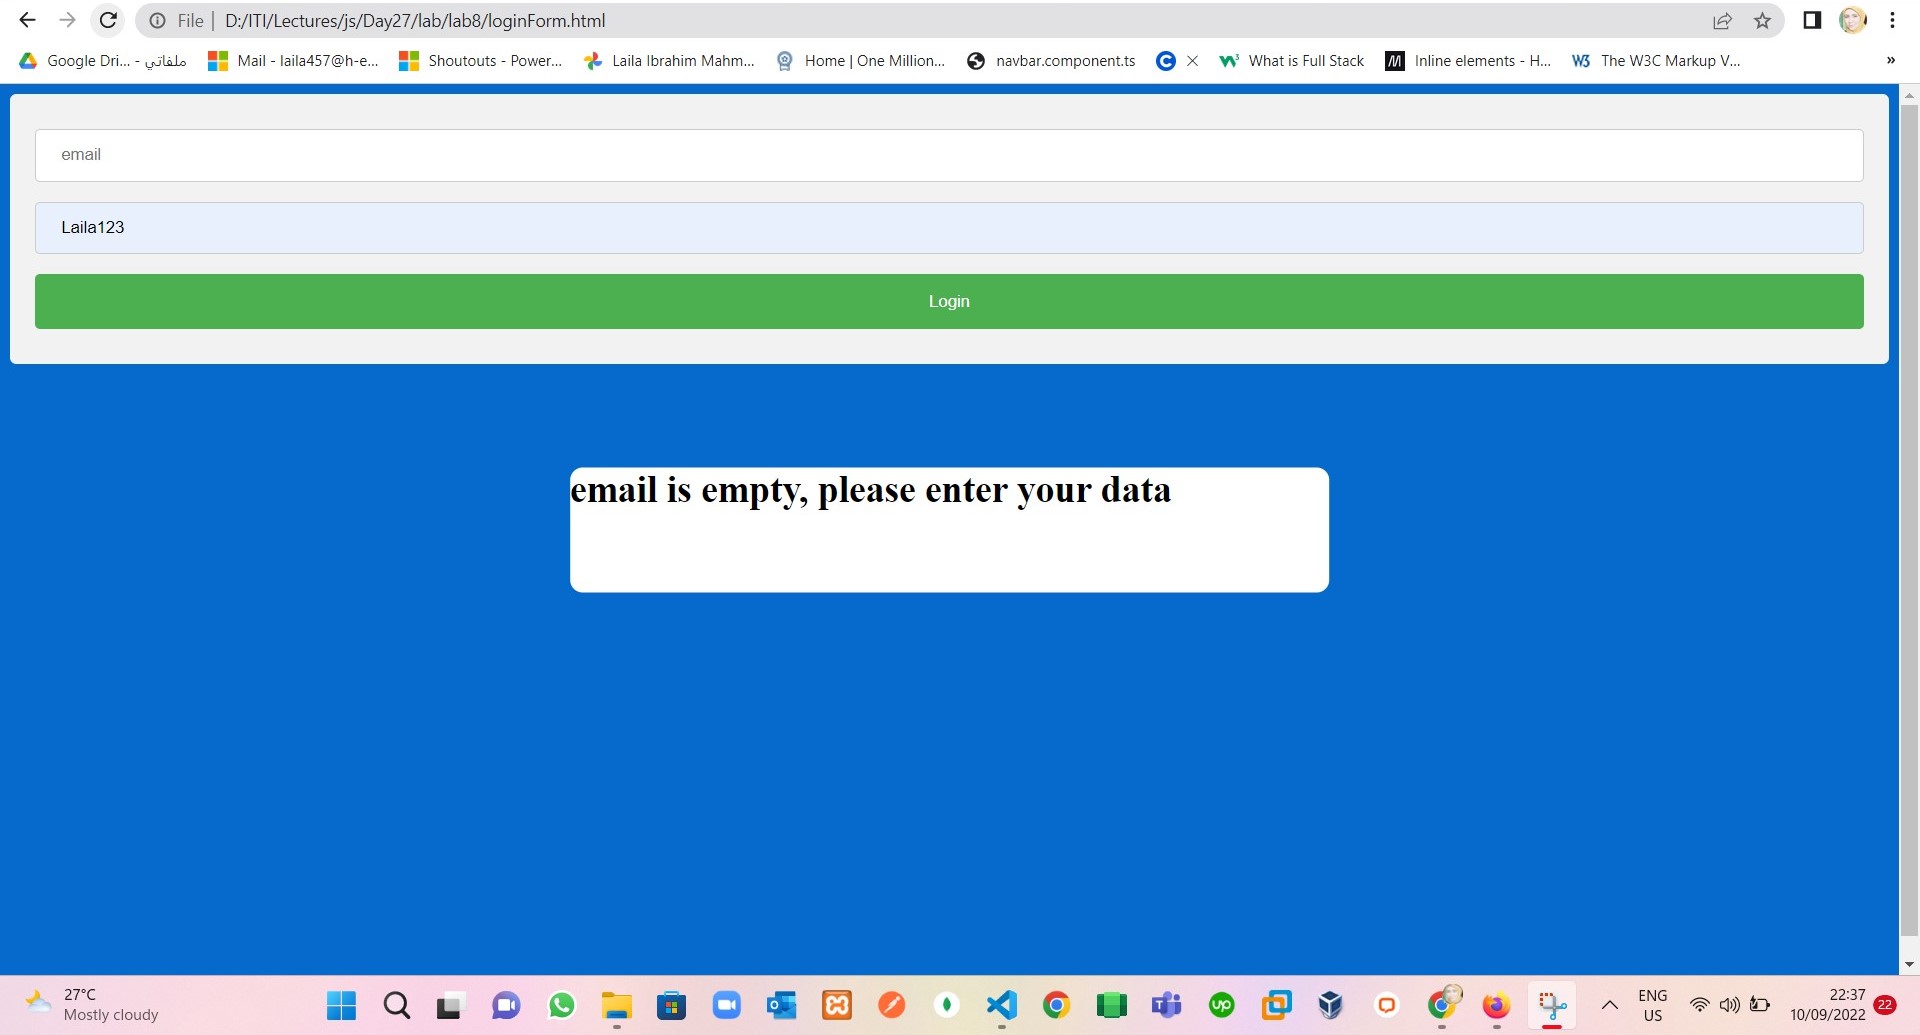 File | D:/ITI/Lectures/js/Day27/lab/lab8/loginForm.html
Google Dri... - ملفاتي Mail - laila457@h-e... Shoutouts - Power... Laila Ibrahim Mahm... Home | One Million... navbar.component.ts What is Full Stack Inline elements - H... The W3C Markup V... »
email
Laila123
Login
email is empty, please enter your data
27°C
Mostly cloudy
ENG
US
22:37
10/09/2022
22